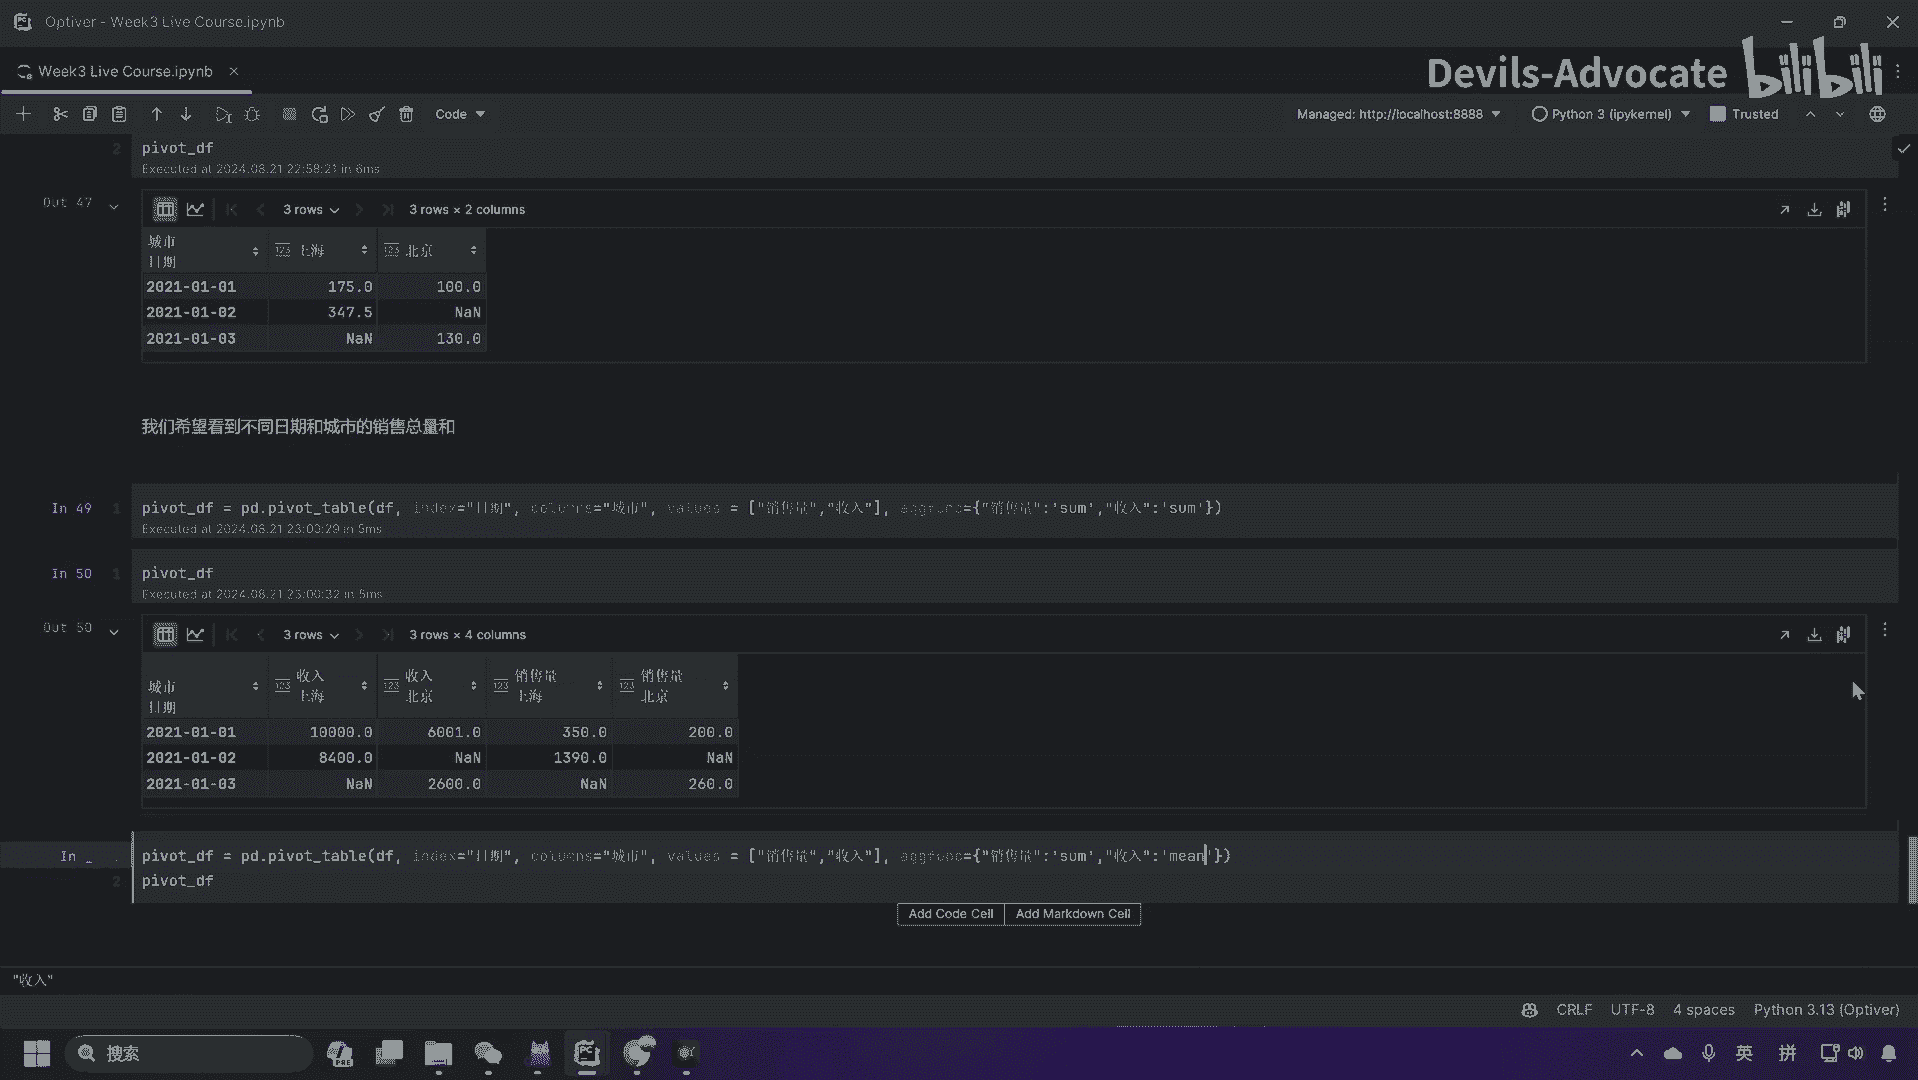 Optiver - Week3 Live Course.ipynb
Week3 Live Course.ipynb
Devils-Advocate bilibili
Code
Managed: http://localhost:8888
Python 3 (ipykernel)
Trusted
2 pivot_df
Executed at 2024.08.21 22:58:21 in 6ms
Out 47
3 rows
3 rows × 2 columns
城市
日期
123 上海
123 北京
2021-01-01 175.0 100.0
2021-01-02 347.5 NaN
2021-01-03 NaN 130.0
我们希望看到不同日期和城市的销售总量和
In 49 1 pivot_df = pd.pivot_table(df, index="日期", columns="城市", values = ["销售量","收入"], aggfunc={"销售量":'sum',"收入":'sum'})
Executed at 2024.08.21 23:00:29 in 5ms
In 50 1 pivot_df
Executed at 2024.08.21 23:00:32 in 5ms
Out 50
3 rows
3 rows × 4 columns
城市
日期
123 收入
上海
123 收入
北京
123 销售量
上海
123 销售量
北京
2021-01-01 10000.0 6001.0 350.0 200.0
2021-01-02 8400.0 NaN 1390.0 NaN
2021-01-03 NaN 2600.0 NaN 260.0
In _ pivot_df = pd.pivot_table(df, index="日期", columns="城市", values = ["销售量","收入"], aggfunc={"销售量":'sum',"收入":'mean'})
2 pivot_df
Add Code Cell
Add Markdown Cell
"收入"
CRLF
UTF-8
4 spaces
Python 3.13 (Optiver)
搜索
PRE
PC
英
拼